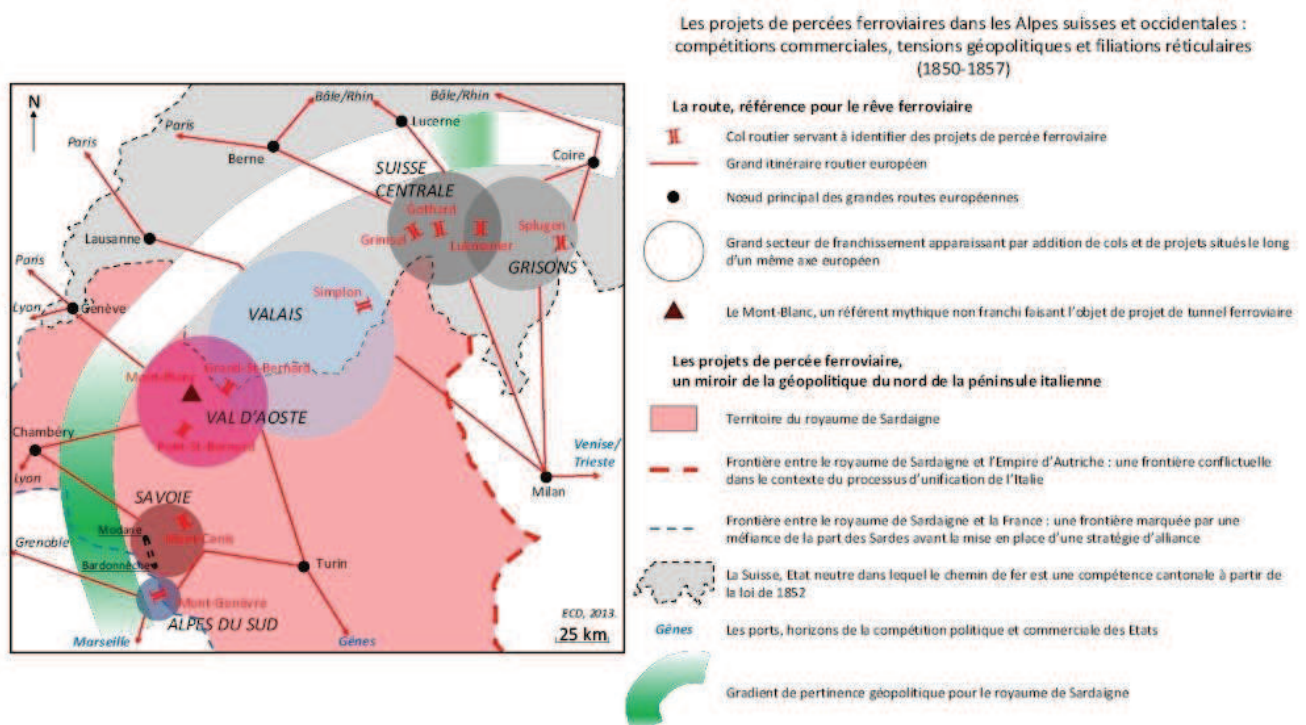 Les projets de percées ferroviaires dans les Alpes suisses et occidentales :
compétitions commerciales, tensions géopolitiques et filiations réticulaires
(1850-1857)
La route, référence pour le rêve ferroviaire
Col routier servant à identifier des projets de percée ferroviaire
Grand itinéraire routier européen
Nœud principal des grandes routes européennes
Grand secteur de franchissement apparaissant par addition de cols et de projets situés le long
d'un même axe européen
Le Mont-Blanc, un référent mythique non franchi faisant l'objet de projet de tunnel ferroviaire
Les projets de percée ferroviaire,
un miroir de la géopolitique du nord de la péninsule italienne
Territoire du royaume de Sardaigne
Frontière entre le royaume de Sardaigne et l'Empire d'Autriche : une frontière conflictuelle
dans le contexte du processus d'unification de l'Italie
Frontière entre le royaume de Sardaigne et la France : une frontière marquée par une
méfiance de la part des Sardes avant la mise en place d'une stratégie d'alliance
La Suisse, Etat neutre dans lequel le chemin de fer est une compétence cantonale à partir de
la loi de 1852
Gênes
Les ports, horizons de la compétition politique et commerciale des Etats
Gradient de pertinence géopolitique pour le royaume de Sardaigne
N
Bâle/Rhin
Bâle/Rhin
Lucerne
Paris
Berne
Coire
Paris
SUISSE
CENTRALE
Gothard
Grimsel
Lukmanier
Splugen
GRISONS
Lausanne
Paris
Lyon
Genève
Simplon
VALAIS
Grand-St-Bernard
Mont-Blanc
VAL D'AOSTE
Petit-St-Bernard
Chambéry
Lyon
Venise/
Trieste
Milan
SAVOIE
Modane
Mont-Cenis
Grenoble
Bardonnèche
Turin
Mont-Genèvre
ALPES DU SUD
Marseille
Gênes
ECD, 2013.
25 km